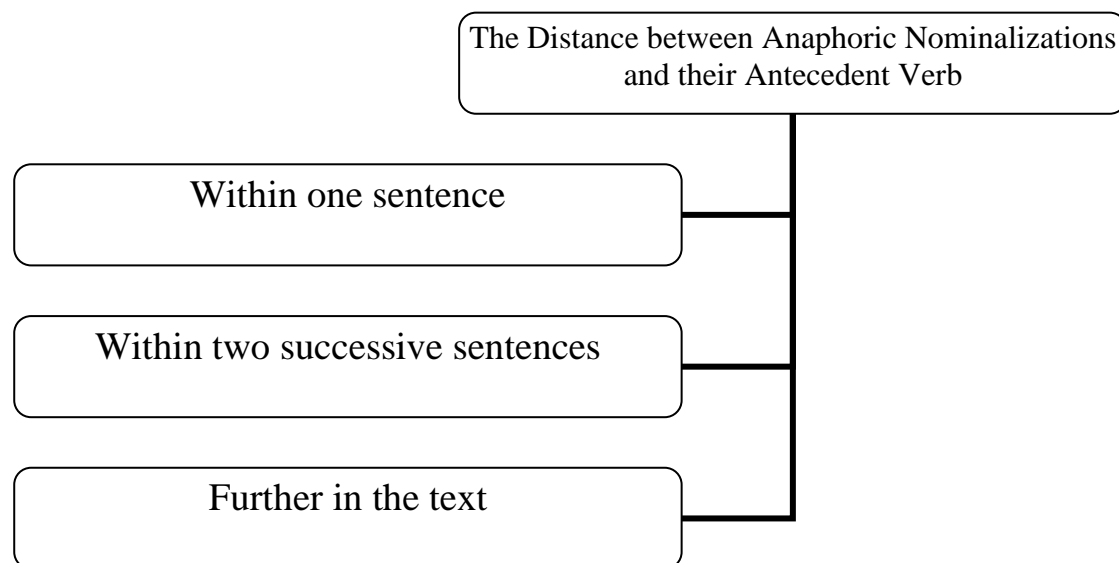 The Distance between Anaphoric Nominalizations
and their Antecedent Verb
Within one sentence
Within two successive sentences
Further in the text